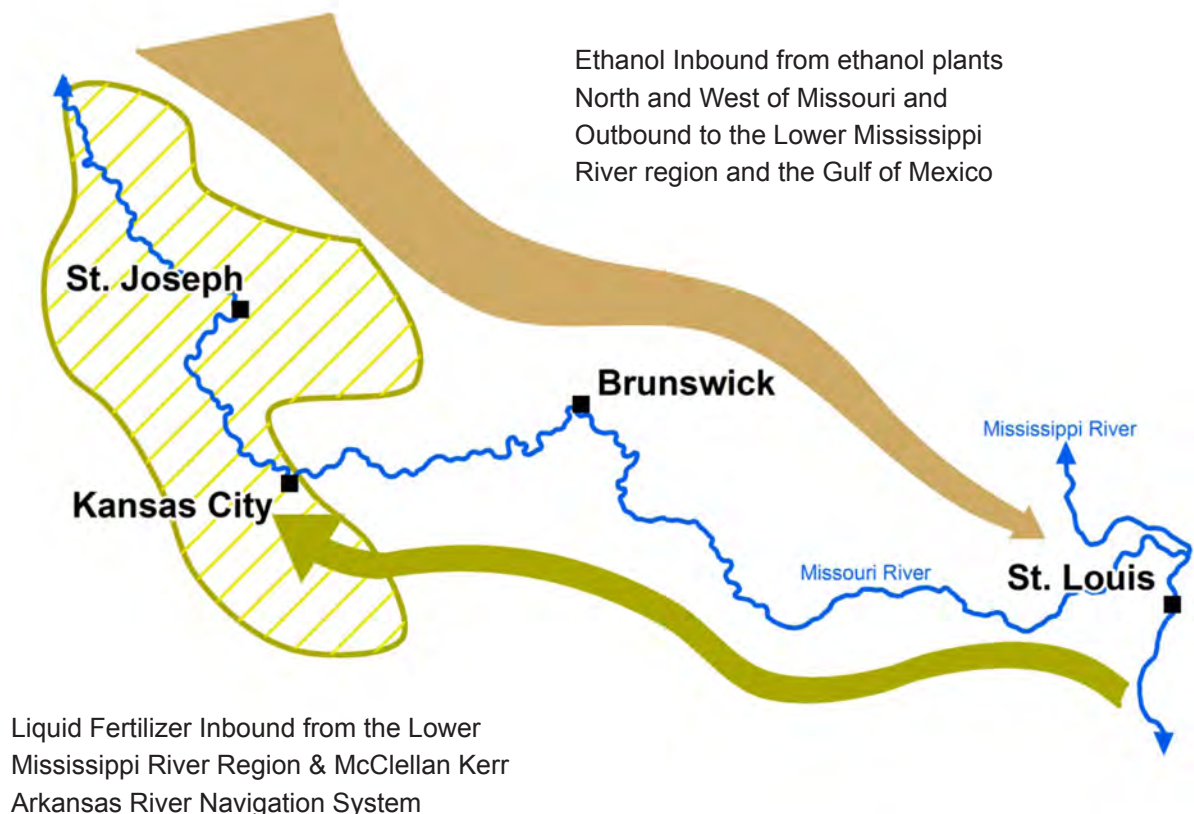 Ethanol Inbound from ethanol plants
North and West of Missouri and
Outbound to the Lower Mississippi
River region and the Gulf of Mexico
St. Joseph
Brunswick
Mississippi River
Kansas City
Missouri River
St. Louis
Liquid Fertilizer Inbound from the Lower
Mississippi River Region & McClellan Kerr
Arkansas River Navigation System